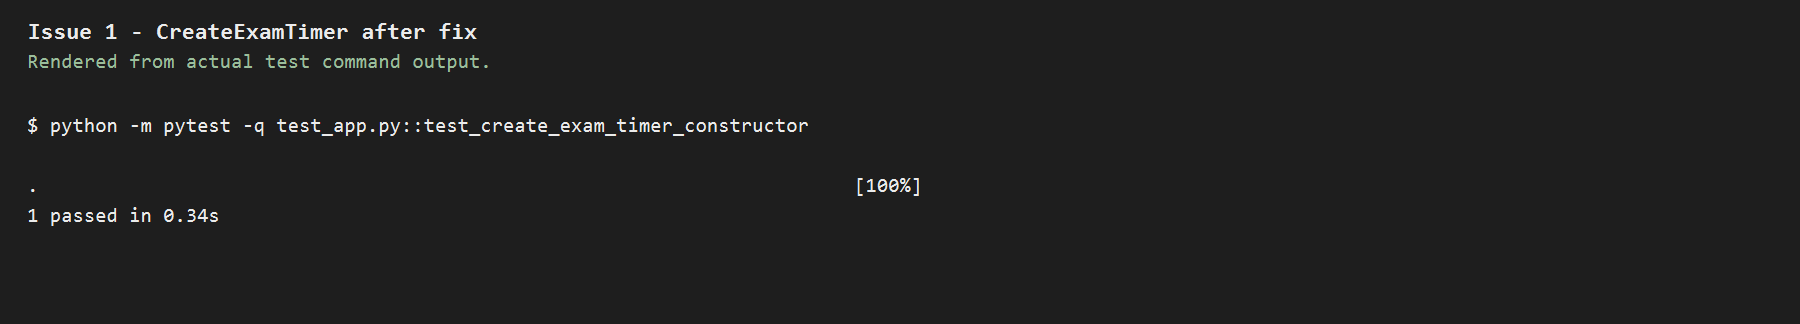 Issue 1 - CreateExamTimer after fix
Rendered from actual test command output.
$ python -m pytest -q test_app.py::test_create_exam_timer_constructor
. [100%]
1 passed in 0.34s